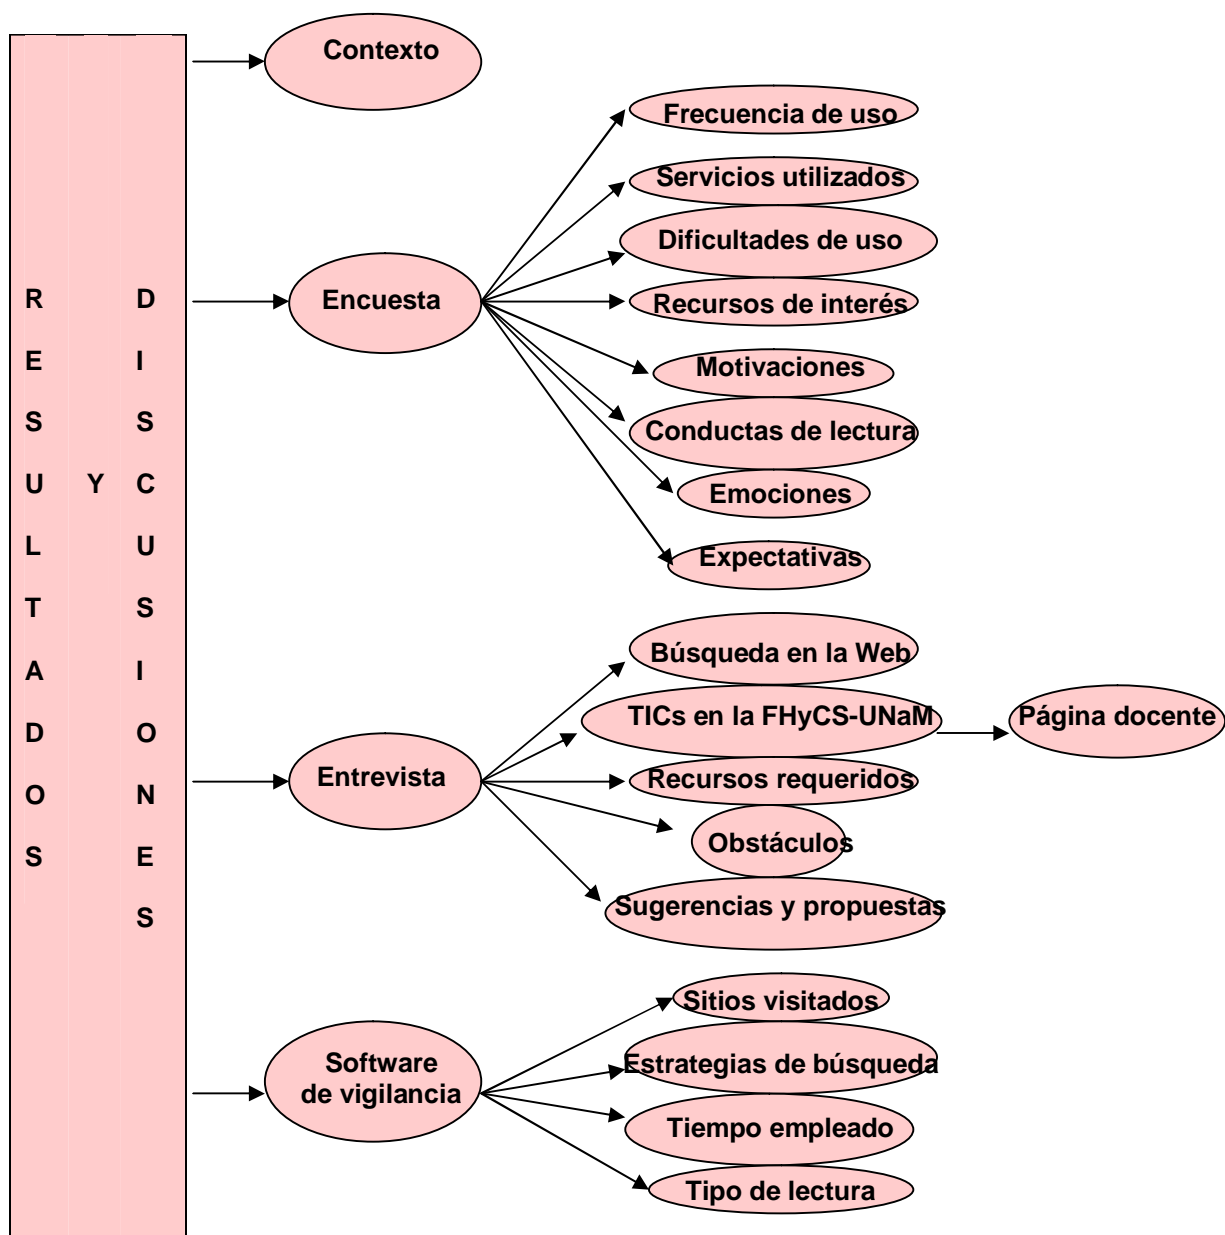 RESULTADOS
Y
DISCUSIONES
Contexto
Encuesta
Frecuencia de uso
Servicios utilizados
Dificultades de uso
Recursos de interés
Motivaciones
Conductas de lectura
Emociones
Expectativas
Entrevista
Búsqueda en la Web
TICs en la FHyCS-UNaM
Página docente
Recursos requeridos
Obstáculos
Sugerencias y propuestas
Software
de vigilancia
Sitios visitados
Estrategias de búsqueda
Tiempo empleado
Tipo de lectura